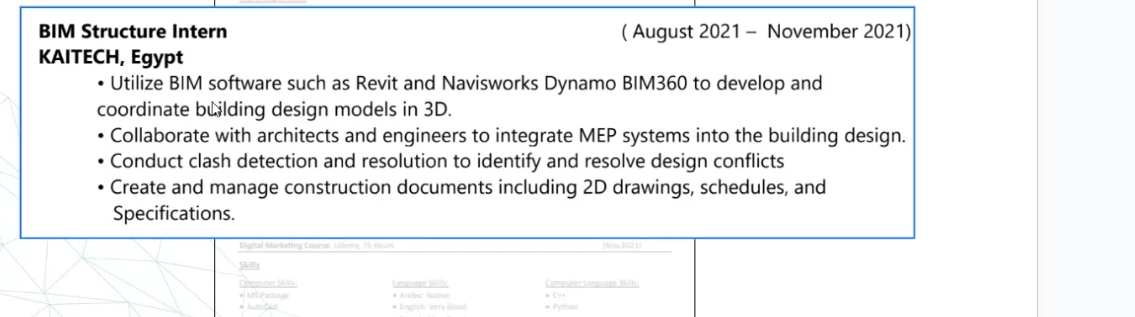 BIM Structure Intern ( August 2021 – November 2021)
KAITECH, Egypt
• Utilize BIM software such as Revit and Navisworks Dynamo BIM360 to develop and
coordinate building design models in 3D.
• Collaborate with architects and engineers to integrate MEP systems into the building design.
• Conduct clash detection and resolution to identify and resolve design conflicts
• Create and manage construction documents including 2D drawings, schedules, and
Specifications.
Digital Marketing Course, Udemy, 15 Hours (Nov.2021)
Skills
Computer Skills: Language Skills: Computer Language Skills:
• MS Package • Arabic: Native • C++
• AutoCad • English: Very Good • Python